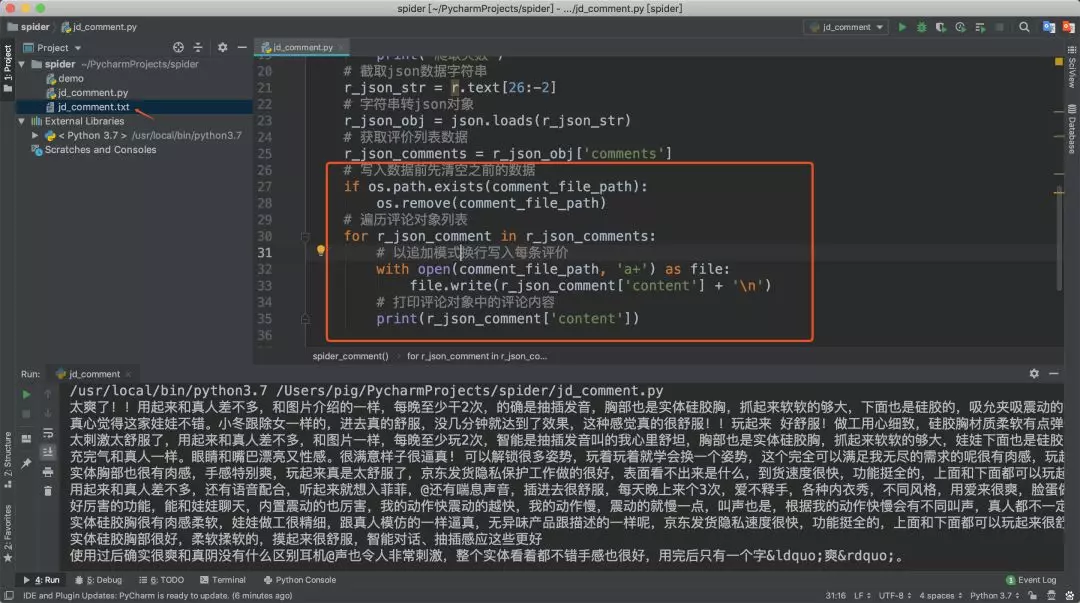 spider [~/PycharmProjects/spider] - .../jd_comment.py [spider]
spider
jd_comment.py
jd_comment
Project
jd_comment.py
1: Project
spider ~/PycharmProjects/spider
demo
jd_comment.py
jd_comment.txt
External Libraries
< Python 3.7 > /usr/local/bin/python3.7
Scratches and Consoles
20 # 截取json数据字符串
21 r_json_str = r.text[26:-2]
22 # 字符串转json对象
23 r_json_obj = json.loads(r_json_str)
24 # 获取评价列表数据
25 r_json_comments = r_json_obj['comments']
26 # 写入数据前先清空之前的数据
27 if os.path.exists(comment_file_path):
28 os.remove(comment_file_path)
29 # 遍历评论对象列表
30 for r_json_comment in r_json_comments:
31 # 以追加模式换行写入每条评价
32 with open(comment_file_path, 'a+') as file:
33 file.write(r_json_comment['content'] + '\n')
34 # 打印评论对象中的评论内容
35 print(r_json_comment['content'])
36
SciView
Database
spider_comment()
for r_json_comment in r_json_co...
Run:
jd_comment
/usr/local/bin/python3.7 /Users/pig/PycharmProjects/spider/jd_comment.py
太爽了！！用起来和真人差不多，和图片介绍的一样，每晚至少干2次，的确是抽插发音，胸部也是实体硅胶胸，抓起来软软的够大，下面也是硅胶的，吸允夹吸震动的
真心觉得这家娃娃不错。小冬跟除女一样的，进去真的舒服，没几分钟就达到了效果，这种感觉真的很舒服！！玩起来 好舒服！做工用心细致，硅胶胸材质柔软有点弹
太刺激太舒服了，用起来和真人差不多，和图片介绍的一样，每晚至少玩2次，智能是抽插发音叫的我心里舒坦，胸部也是实体硅胶胸，抓起来软软的够大，娃娃下面也是硅胶
充完气和真人一样。眼睛和嘴巴漂亮又性感。很满意样子很逼真！可以解锁很多姿势，玩着玩着就学会换一个姿势，这个完全可以满足我无尽的需求的呢很有肉感，玩起
实体胸部也很有肉感，手感特别爽，玩起来真是太舒服了，京东发货隐私保护工作做的很好，表面看不出来是什么，到货速度很快，功能挺全的，上面和下面都可以玩起
用起来和真人差不多，还有语音配合，听起来就想入菲菲，@还有喘息声音，插进去很舒服，每天晚上来个3次，爱不释手，各种内衣秀，不同风格，用爱来很爽，脸蛋做
好厉害的功能，能和娃娃聊天，内置震动的也厉害，我的动作快震动的越快，我的动作慢，震动的就慢一点，叫声也是，根据我的动作快慢会有不同叫声，真人都不一定
实体硅胶胸很有肉感柔软，娃娃做工很精细，跟真人模仿的一样逼真，无异味产品跟描述的一样呢，京东发货隐私速度很快，功能挺全的，上面和下面都可以玩起来很舒
实体硅胶胸部很好，柔软揉软的，摸起来很舒服，智能对话、抽插感应这些更好
使用过后确实很爽和真阴没有什么区别耳机@声也令人非常刺激，整个实体看着都不错手感也很好，用完后只有一个字&ldquo;爽&rdquo;。
7: Structure
2: Favorites
4: Run
5: Debug
6: TODO
Terminal
Python Console
1 Event Log
IDE and Plugin Updates: PyCharm is ready to update. (6 minutes ago)
31:16 LF UTF-8 4 spaces Python 3.7